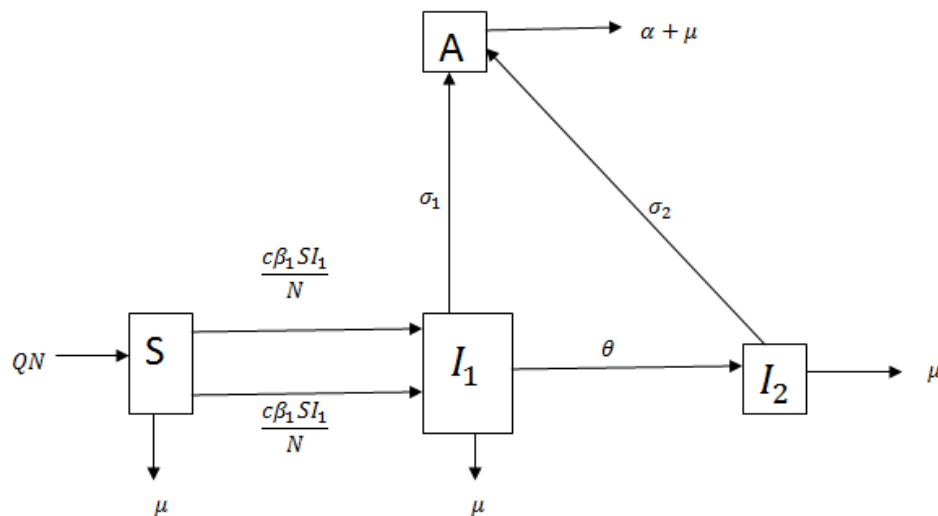 A
α + μ
σ₁
σ₂
cβ₁SI₁
N
QN
S
I₁
θ
I₂
μ
cβ₁SI₁
N
μ
μ